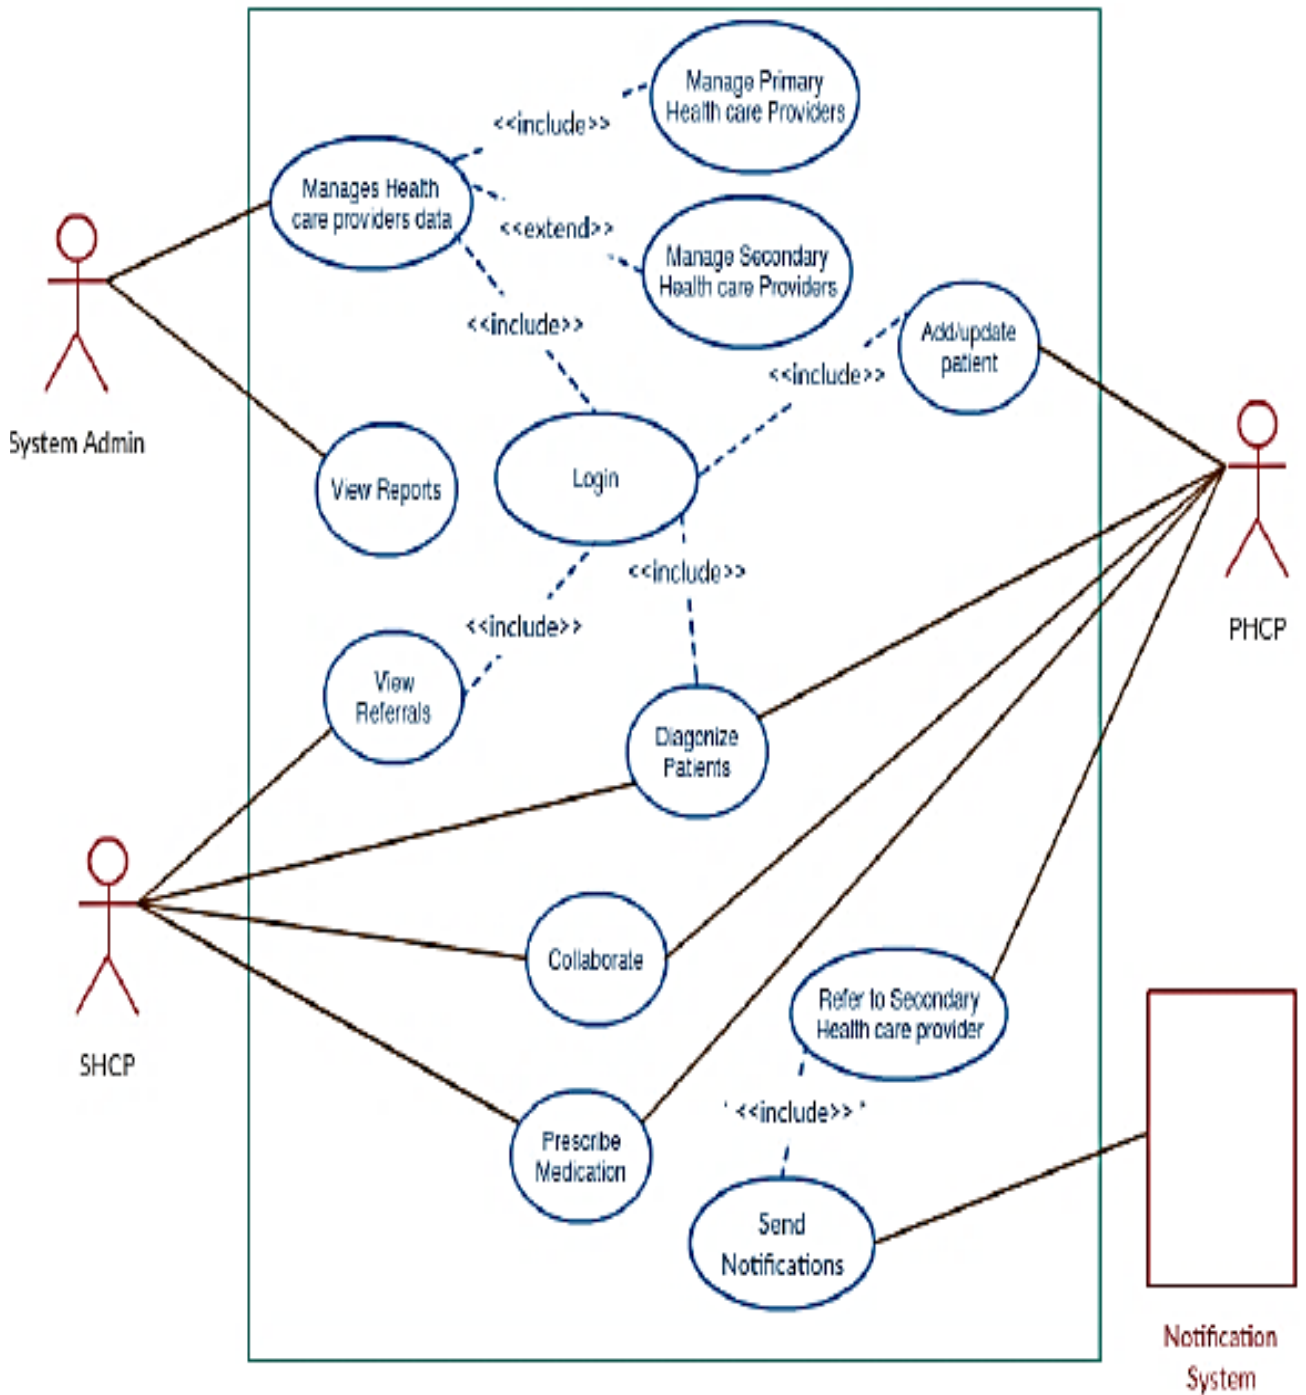 Manage Primary
Health care Providers
<<include>>
Manages Health
care providers data
<<extend>>
Manage Secondary
Health care Providers
<<include>>
Add/update
patient
<<include>>
System Admin
View Reports
Login
<<include>>
<<include>>
PHCP
View
Referrals
Diagonize
Patients
Collaborate
Refer to Secondary
Health care provider
SHCP
<<include>>
Prescribe
Medication
Send
Notifications
Notification
System